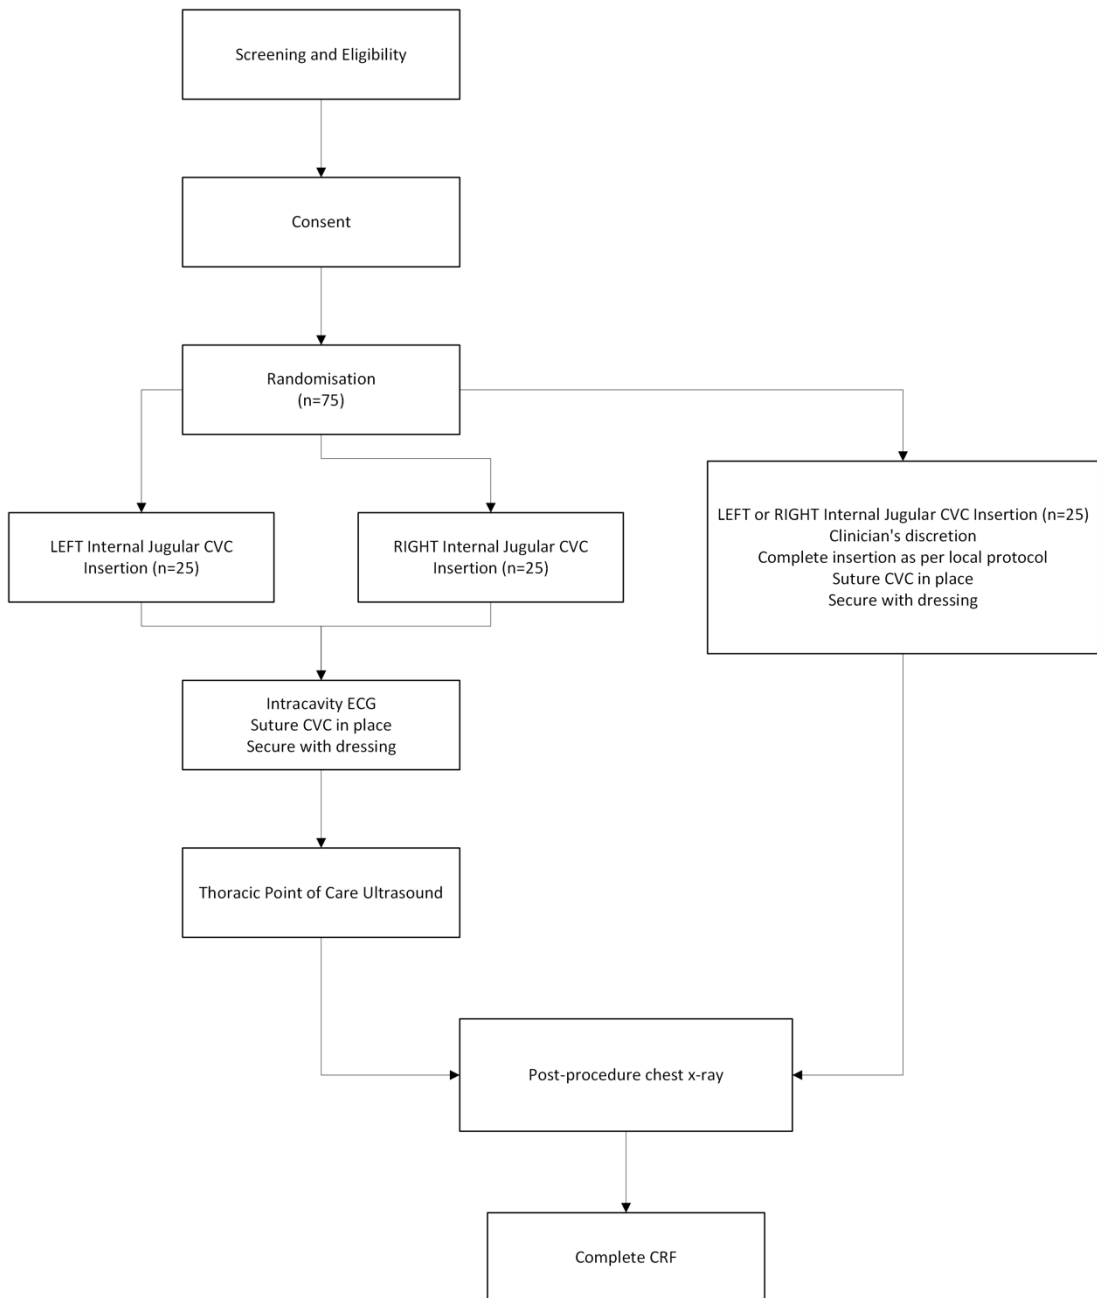 Screening and Eligibility
Consent
Randomisation
(n=75)
LEFT Internal Jugular CVC
Insertion (n=25)
RIGHT Internal Jugular CVC
Insertion (n=25)
LEFT or RIGHT Internal Jugular CVC Insertion (n=25)
Clinician's discretion
Complete insertion as per local protocol
Suture CVC in place
Secure with dressing
Intracavity ECG
Suture CVC in place
Secure with dressing
Thoracic Point of Care Ultrasound
Post-procedure chest x-ray
Complete CRF